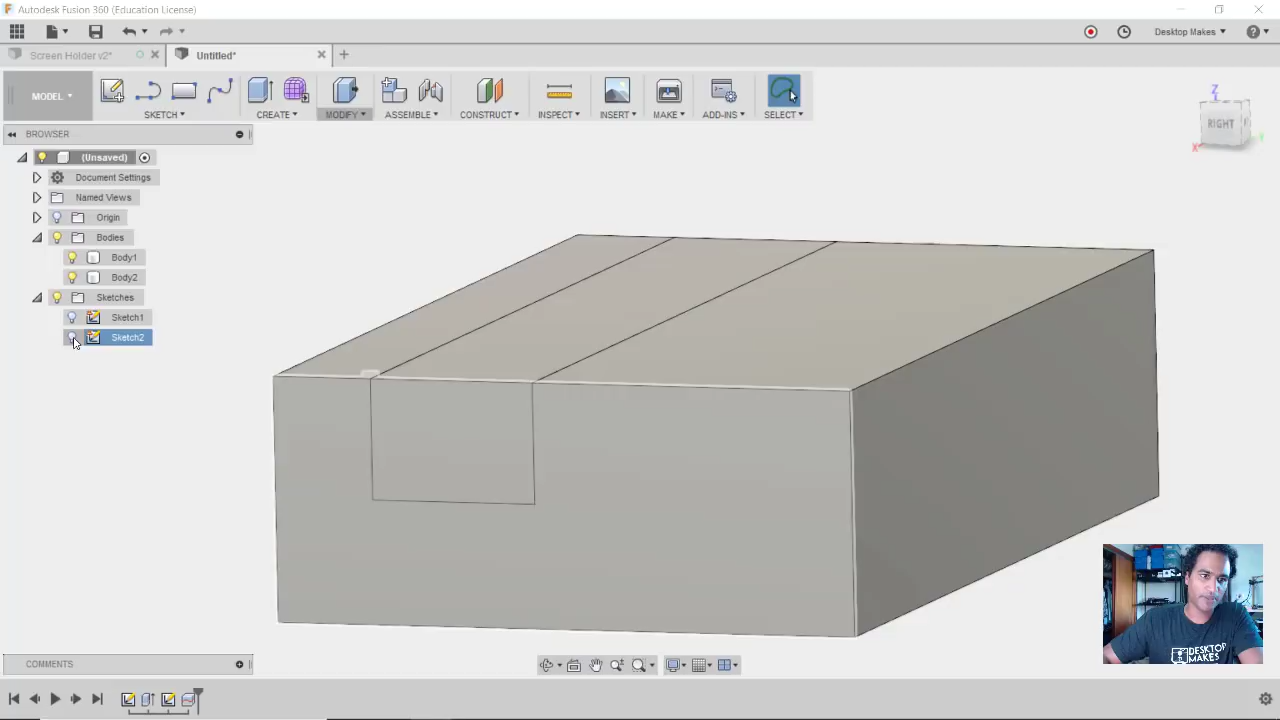 Autodesk Fusion 360 (Education License)
Desktop Makes
Screen Holder v2*
Untitled*
MODEL
SKETCH
CREATE
MODIFY
ASSEMBLE
CONSTRUCT
INSPECT
INSERT
MAKE
ADD-INS
SELECT
BROWSER
(Unsaved)
Document Settings
Named Views
Origin
Bodies
Body1
Body2
Sketches
Sketch1
Sketch2
Z
RIGHT
X
DESKTOP
MAKES
COMMENTS